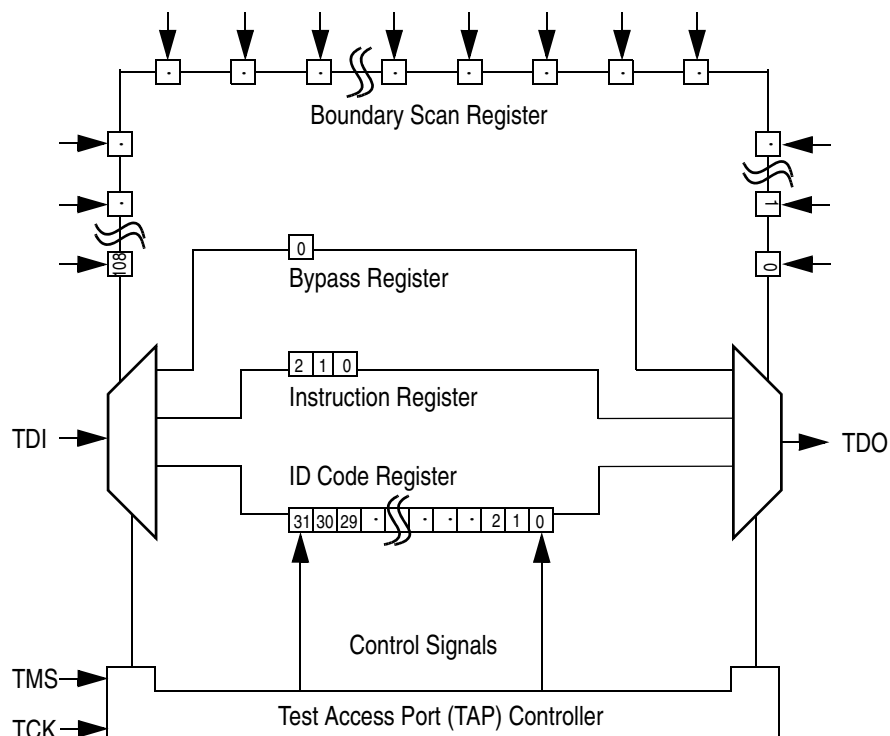 · · · · · · · ·
Boundary Scan Register
· ·
· 1
108 0
0
Bypass Register
2 1 0
Instruction Register
TDI
TDO
ID Code Register
31 30 29 · · · · 2 1 0
Control Signals
TMS
Test Access Port (TAP) Controller
TCK